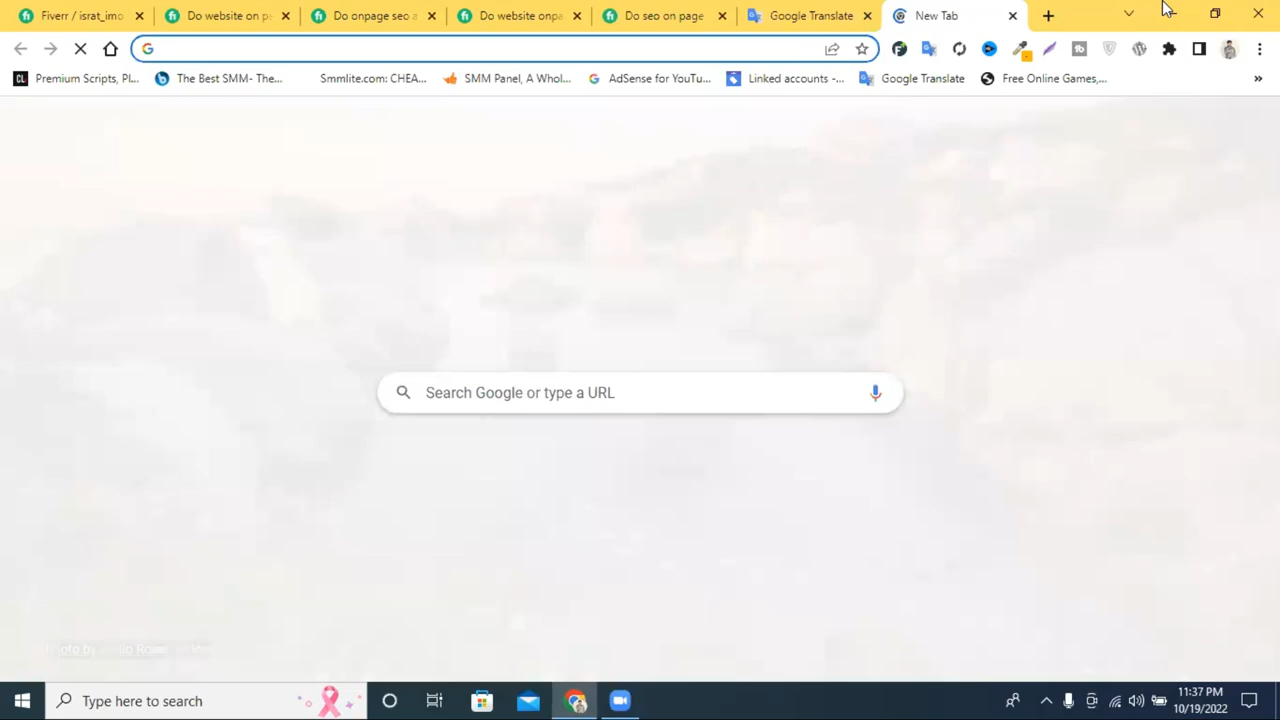 Fiverr / israt_imo
Do website on p
Do onpage seo a
Do website onpa
Do seo on page
Google Translate
New Tab
Premium Scripts, Pl...
The Best SMM- The...
Smmlite.com: CHEA...
SMM Panel, A Whol...
AdSense for YouTu...
Linked accounts -...
Google Translate
Free Online Games,...
»
Search Google or type a URL
Type here to search
11:37 PM
10/19/2022